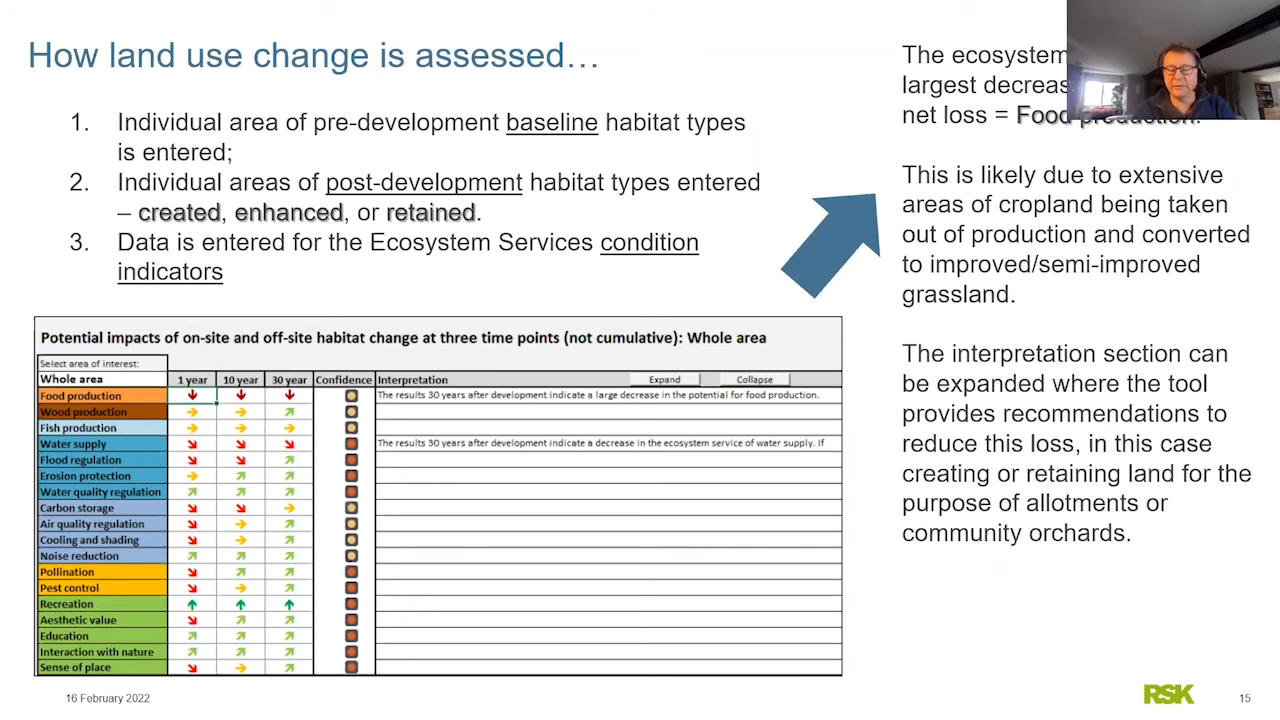 How land use change is assessed…
1. Individual area of pre-development baseline habitat types
is entered;
2. Individual areas of post-development habitat types entered
– created, enhanced, or retained.
3. Data is entered for the Ecosystem Services condition
indicators
The ecosystem
largest decreas
net loss = Food production.
This is likely due to extensive
areas of cropland being taken
out of production and converted
to improved/semi-improved
grassland.
The interpretation section can
be expanded where the tool
provides recommendations to
reduce this loss, in this case
creating or retaining land for the
purpose of allotments or
community orchards.
Potential impacts of on-site and off-site habitat change at three time points (not cumulative): Whole area
Select area of interest:
Whole area 1 year 10 year 30 year Confidence Interpretation Expand Collapse
Food production The results 30 years after development indicate a large decrease in the potential for food production.
Wood production
Fish production
Water supply The results 30 years after development indicate a decrease in the ecosystem service of water supply. If
Flood regulation
Erosion protection
Water quality regulation
Carbon storage
Air quality regulation
Cooling and shading
Noise reduction
Pollination
Pest control
Recreation
Aesthetic value
Education
Interaction with nature
Sense of place
16 February 2022
RSK
15